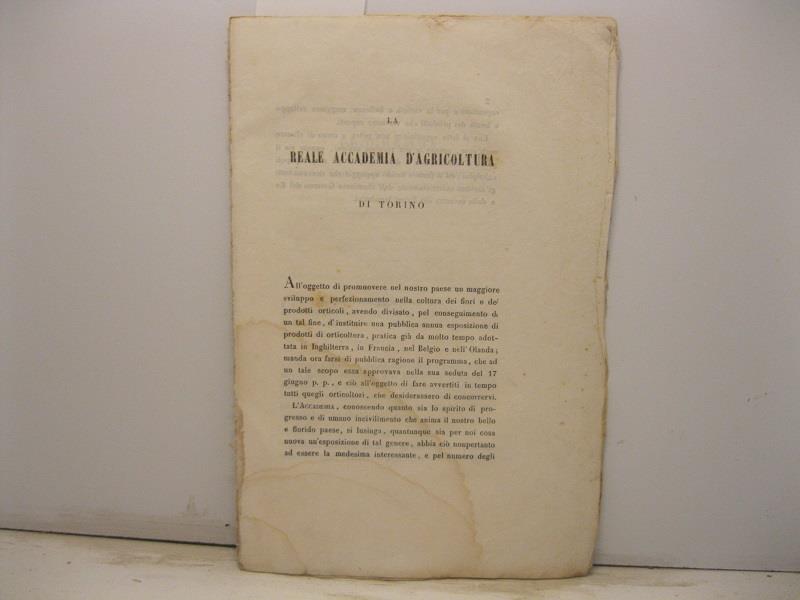 LA
REALE ACCADEMIA D'AGRICOLTURA
DI TORINO
All'oggetto di promuovere nel nostro paese un maggiore
sviluppo e perfezionamento nella coltura dei fiori e de'
prodotti orticoli, avendo divisato, pel conseguimento di
un tal fine, d'instituire una pubblica annua esposizione di
prodotti di orticoltura, pratica già da molto tempo adot-
tata in Inghilterra, in Francia, nel Belgio e nell'Olanda;
manda ora farsi di pubblica ragione il programma, che ad
un tale scopo essa approvava nella sua seduta del 17
giugno p. p., e ciò all'oggetto di fare avvertiti in tempo
tutti quegli orticoltori, che desiderassero di concorrervi.
L'ACCADEMIA, conoscendo quanto sia lo spirito di pro-
gresso e di umano incivilimento che anima il nostro bello
e florido paese, si lusinga, quantunque sia per noi cosa
nuova un'esposizione di tal genere, abbia ciò nonpertanto
ad essere la medesima interessante, e pel numero degli